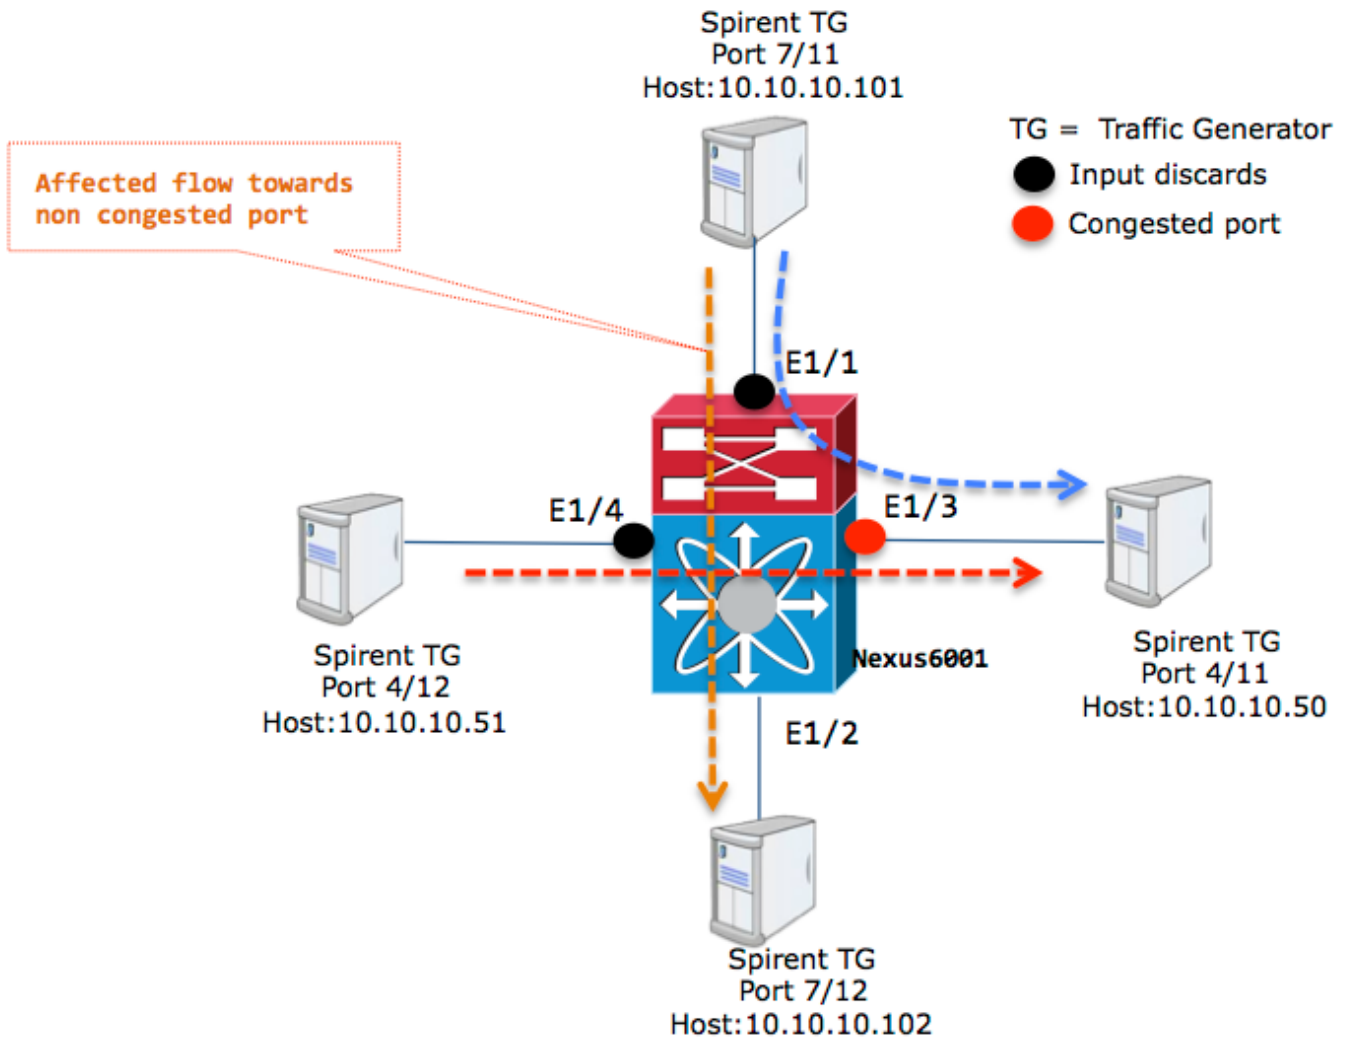 Spirent TG
Port 7/11
Host:10.10.10.101
TG = Traffic Generator
Input discards
Congested port
Affected flow towards
non congested port
E1/1
E1/4
E1/3
Spirent TG
Port 4/12
Host:10.10.10.51
Nexus6001
Spirent TG
Port 4/11
Host:10.10.10.50
E1/2
Spirent TG
Port 7/12
Host:10.10.10.102